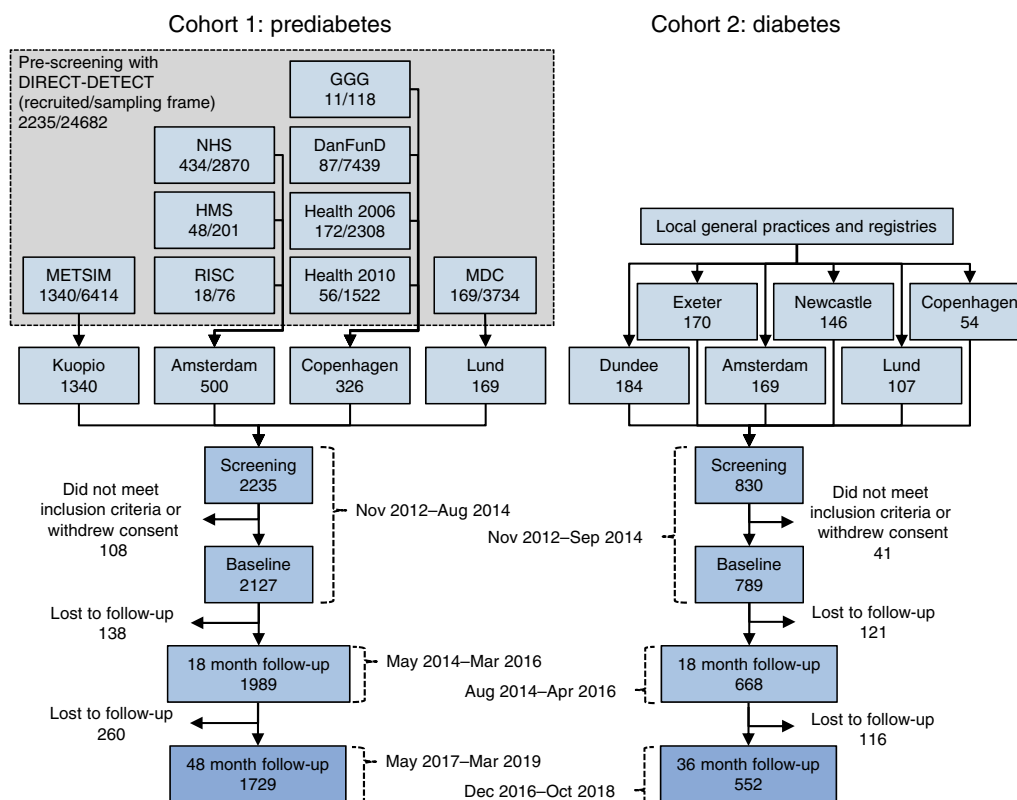 Cohort 1: prediabetes
Cohort 2: diabetes
Pre-screening with
DIRECT-DETECT
(recruited/sampling frame)
2235/24682
GGG
11/118
NHS
434/2870
DanFunD
87/7439
HMS
48/201
Health 2006
172/2308
METSIM
1340/6414
RISC
18/76
Health 2010
56/1522
MDC
169/3734
Kuopio
1340
Amsterdam
500
Copenhagen
326
Lund
169
Screening
2235
Did not meet
inclusion criteria or
withdrew consent
108
Nov 2012–Aug 2014
Baseline
2127
Lost to follow-up
138
18 month follow-up
1989
May 2014–Mar 2016
Lost to follow-up
260
48 month follow-up
1729
May 2017–Mar 2019
Local general practices and registries
Exeter
170
Newcastle
146
Copenhagen
54
Dundee
184
Amsterdam
169
Lund
107
Screening
830
Did not meet
inclusion criteria or
withdrew consent
41
Nov 2012–Sep 2014
Baseline
789
Lost to follow-up
121
18 month follow-up
668
Aug 2014–Apr 2016
Lost to follow-up
116
36 month follow-up
552
Dec 2016–Oct 2018